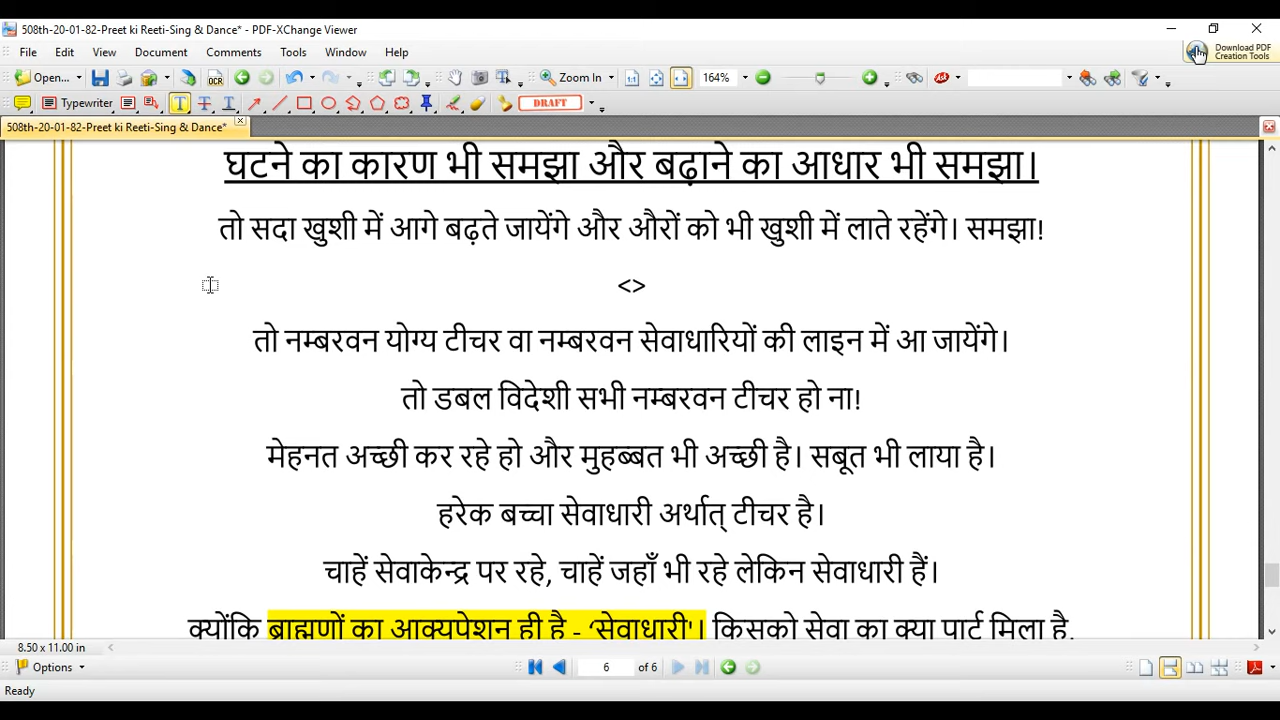 508th-20-01-82-Preet ki Reeti-Sing & Dance* - PDF-XChange Viewer
File Edit View Document Comments Tools Window Help
Download PDF Creation Tools
Open... OCR Zoom In 164%
Typewriter DRAFT
508th-20-01-82-Preet ki Reeti-Sing & Dance*
घटने का कारण भी समझा और बढ़ाने का आधार भी समझा।
तो सदा खुशी में आगे बढ़ते जायेंगे और औरों को भी खुशी में लाते रहेंगे। समझा!
<>
तो नम्बरवन योग्य टीचर वा नम्बरवन सेवाधारियों की लाइन में आ जायेंगे।
तो डबल विदेशी सभी नम्बरवन टीचर हो ना!
मेहनत अच्छी कर रहे हो और मुहब्बत भी अच्छी है। सबूत भी लाया है।
हरेक बच्चा सेवाधारी अर्थात् टीचर है।
चाहें सेवाकेन्द्र पर रहे, चाहें जहाँ भी रहे लेकिन सेवाधारी हैं।
क्योंकि ब्राह्मणों का आक्यूपेशन ही है - ‘सेवाधारी'। किसको सेवा का क्या पार्ट मिला है,
8.50 x 11.00 in
Options 6 of 6
Ready